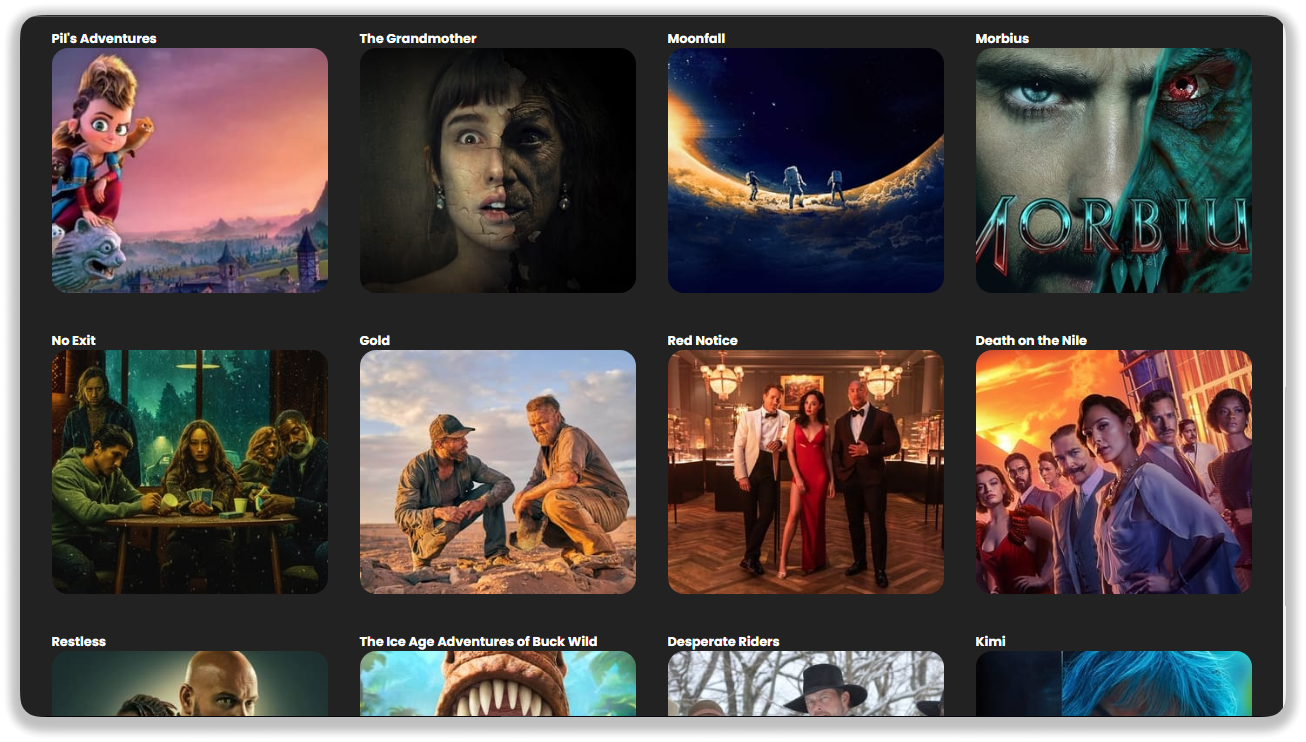 Pil's Adventures
The Grandmother
Moonfall
Morbius
MORBIU
No Exit
Gold
Red Notice
Death on the Nile
Restless
The Ice Age Adventures of Buck Wild
Desperate Riders
Kimi